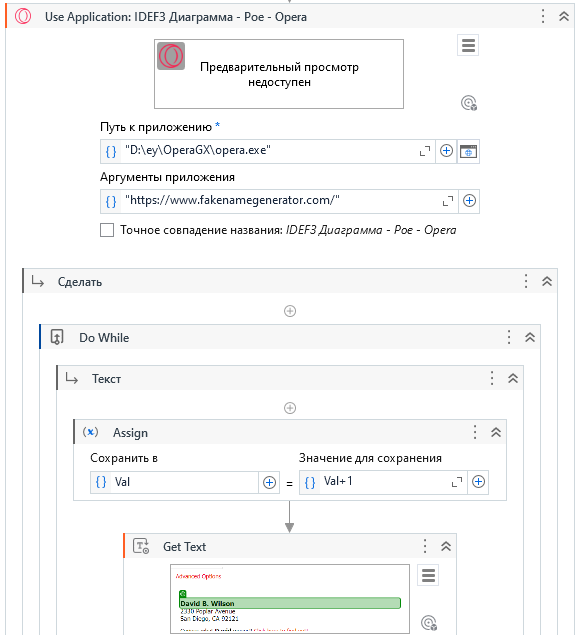 Use Application: IDEF3 Диаграмма - Poe - Opera
Предварительный просмотр
недоступен
Путь к приложению *
{ } "D:\ey\OperaGX\opera.exe"
Аргументы приложения
{ } "https://www.fakenamegenerator.com/"
Точное совпадение названия: IDEF3 Диаграмма - Poe - Opera
Сделать
Do While
Текст
(x) Assign
Сохранить в
Значение для сохранения
{ } Val = { } Val+1
Get Text
Advanced Options
David B. Wilson
2330 Poplar Avenue
San Diego, CA 92121